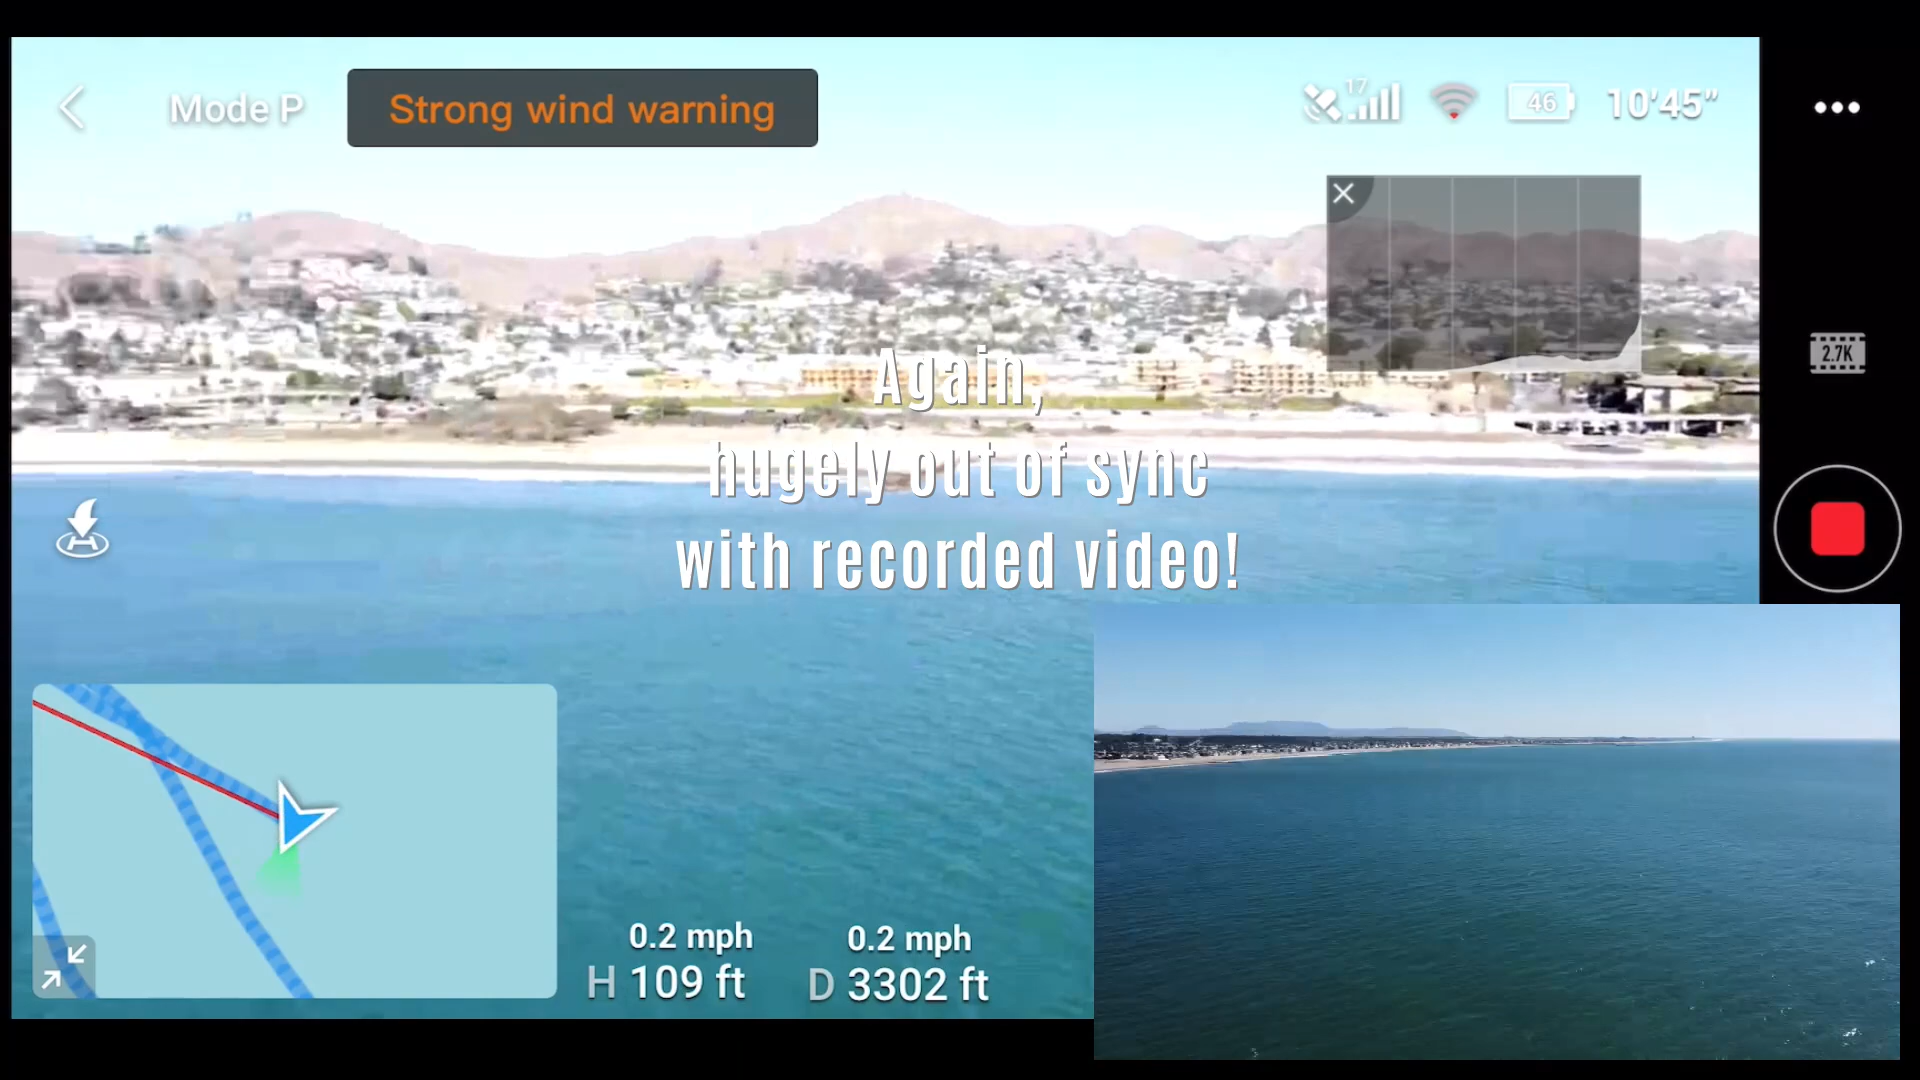 Mode P
Strong wind warning
17
46
10'45"
2.7K
Again,
hugely out of sync
with recorded video!
0.2 mph
0.2 mph
H 109 ft
D 3302 ft